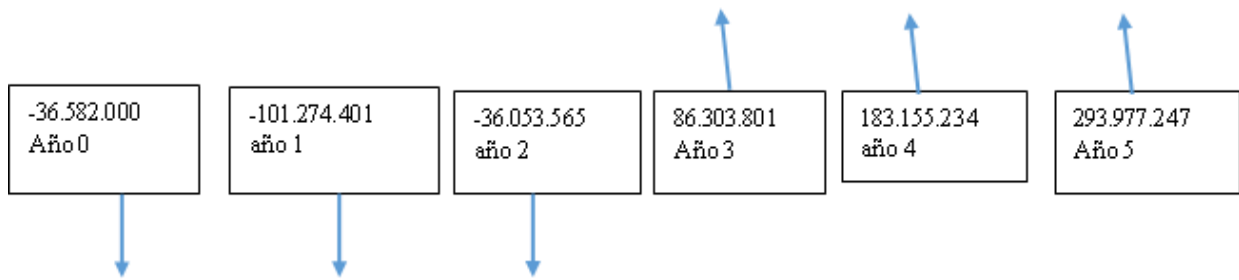 -36.582.000
Año 0
-101.274.401
año 1
-36.053.565
año 2
86.303.801
Año 3
183.155.234
año 4
293.977.247
Año 5